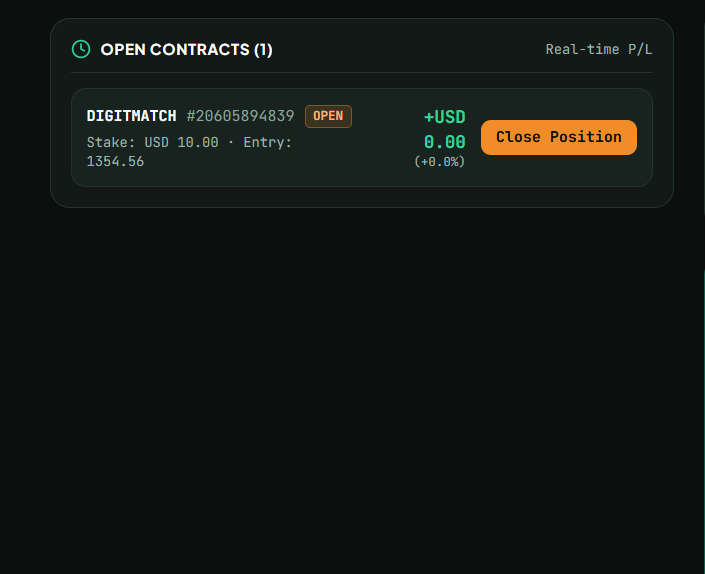 OPEN CONTRACTS (1)
Real-time P/L
DIGITMATCH #20605894839 OPEN
Stake: USD 10.00 · Entry:
1354.56
+USD
0.00
(+0.0%)
Close Position